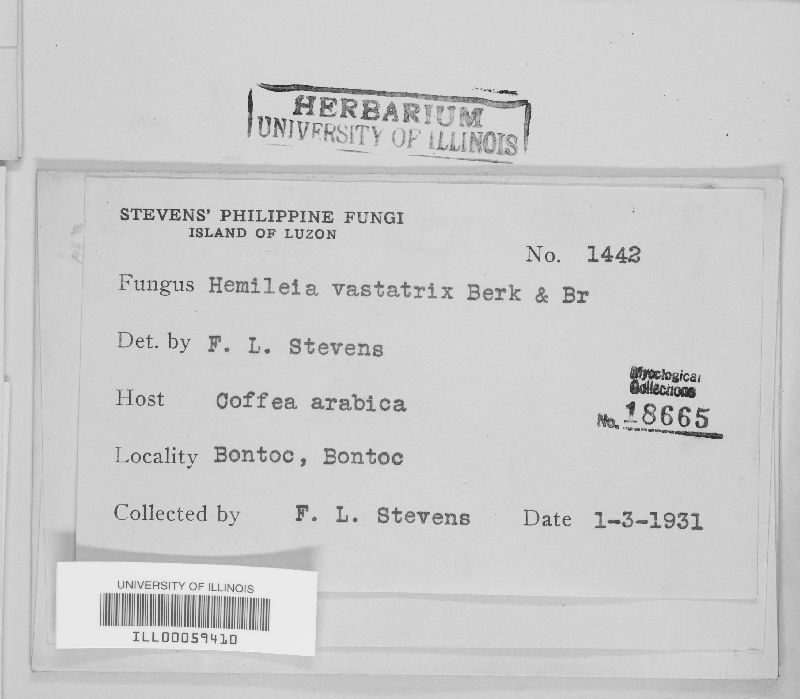 HERBARIUM
UNIVERSITY OF ILLINOIS
STEVENS' PHILIPPINE FUNGI
ISLAND OF LUZON
No. 1442
Fungus Hemileia vastatrix Berk & Br
Det. by F. L. Stevens
Mycological
Collections
No. 18665
Host Coffea arabica
Locality Bontoc, Bontoc
Collected by F. L. Stevens Date 1-3-1931
UNIVERSITY OF ILLINOIS
ILL00059410